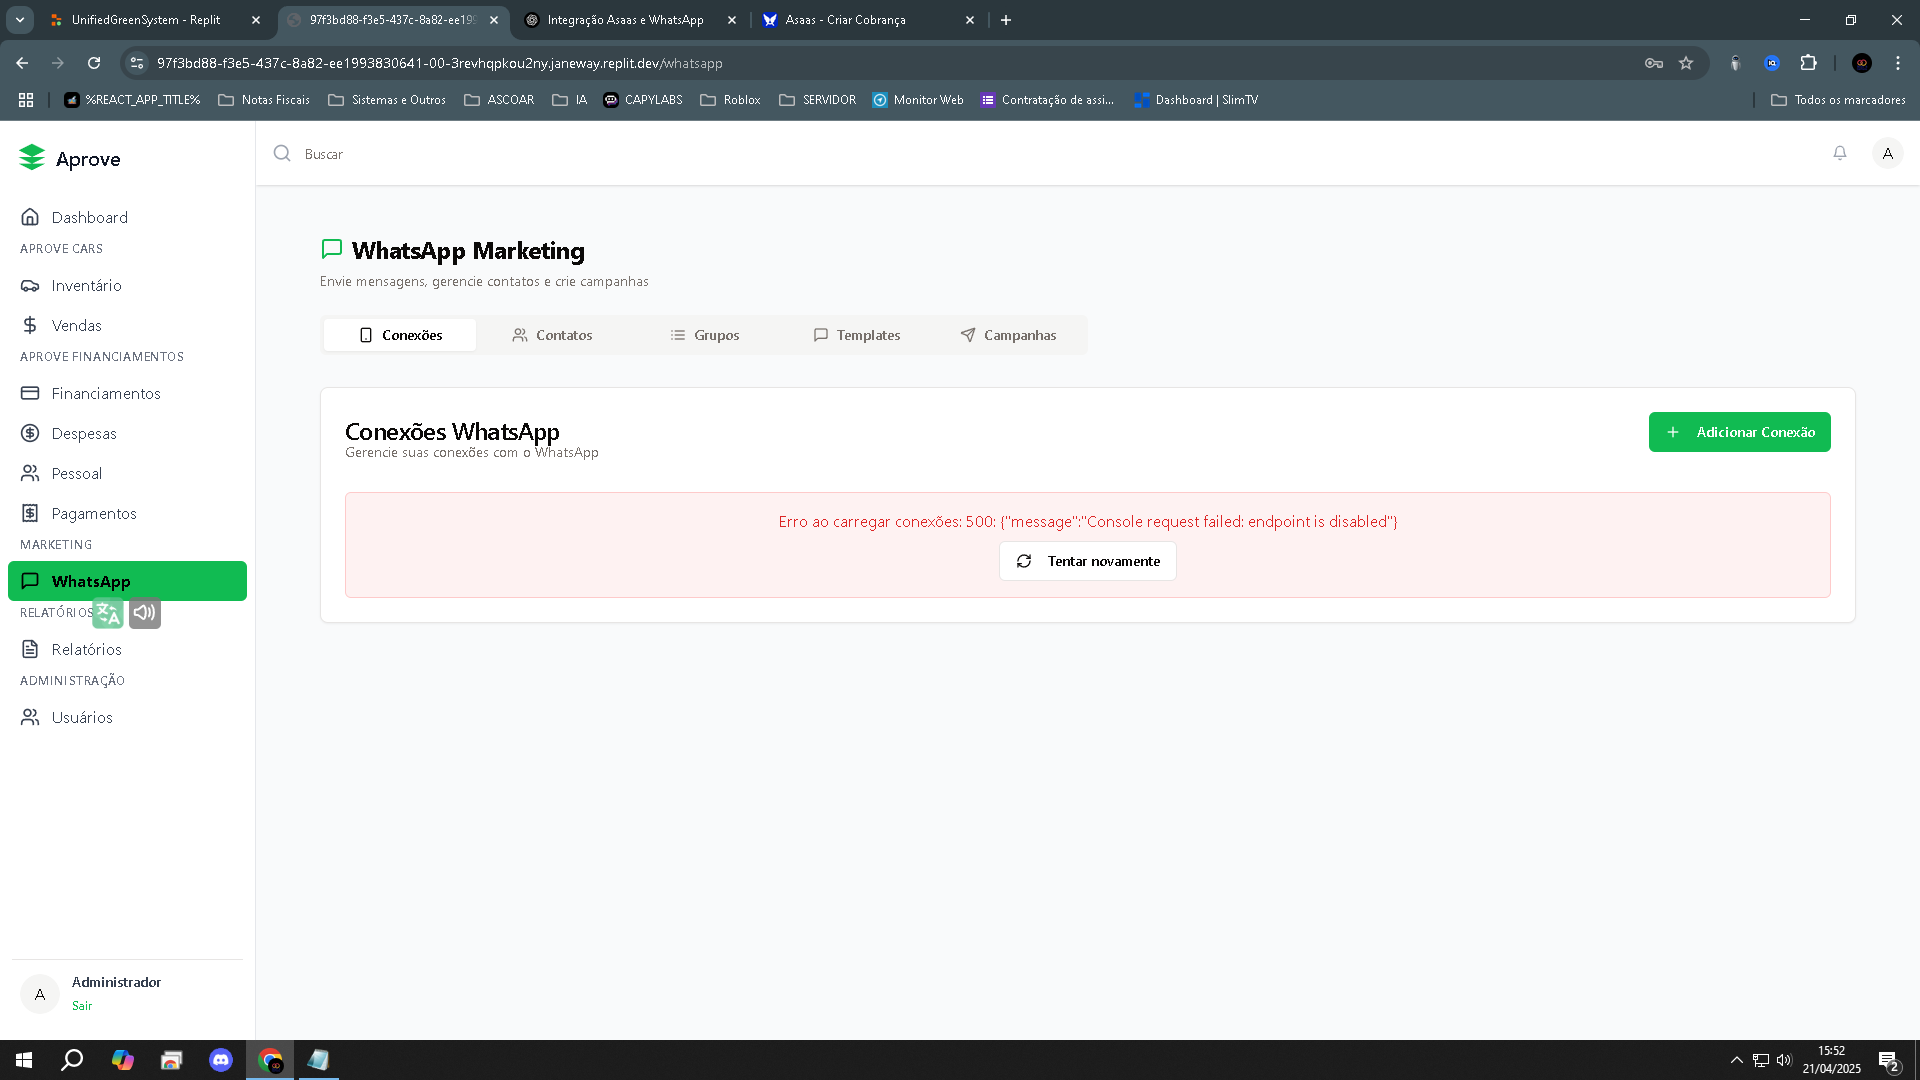 UnifiedGreenSystem - Replit
97f3bd88-f3e5-437c-8a82-ee199
Integração Asaas e WhatsApp
Asaas - Criar Cobrança
97f3bd88-f3e5-437c-8a82-ee1993830641-00-3revhqpkou2ny.janeway.replit.dev/whatsapp
%REACT_APP_TITLE%
Notas Fiscais
Sistemas e Outros
ASCOAR
IA
CAPYLABS
Roblox
SERVIDOR
Monitor Web
Contratação de assi...
Dashboard | SlimTV
Todos os marcadores
Aprove
Buscar
A
Dashboard
APROVE CARS
Inventário
Vendas
APROVE FINANCIAMENTOS
Financiamentos
Despesas
Pessoal
Pagamentos
MARKETING
WhatsApp
RELATÓRIOS
Relatórios
ADMINISTRAÇÃO
Usuários
WhatsApp Marketing
Envie mensagens, gerencie contatos e crie campanhas
Conexões
Contatos
Grupos
Templates
Campanhas
Conexões WhatsApp
Gerencie suas conexões com o WhatsApp
Adicionar Conexão
Erro ao carregar conexões: 500: {"message":"Console request failed: endpoint is disabled"}
Tentar novamente
A
Administrador
Sair
15:52
21/04/2025
2